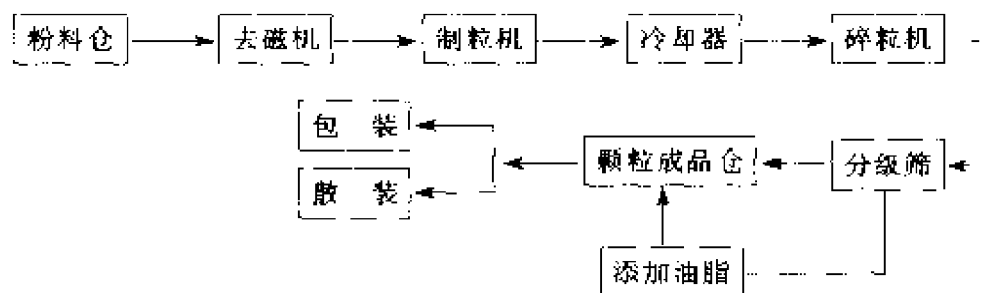 粉料仓 去磁机 制粒机 冷却器 碎粒机
包 装
颗粒成品仓 分级筛
散 装
添加油脂